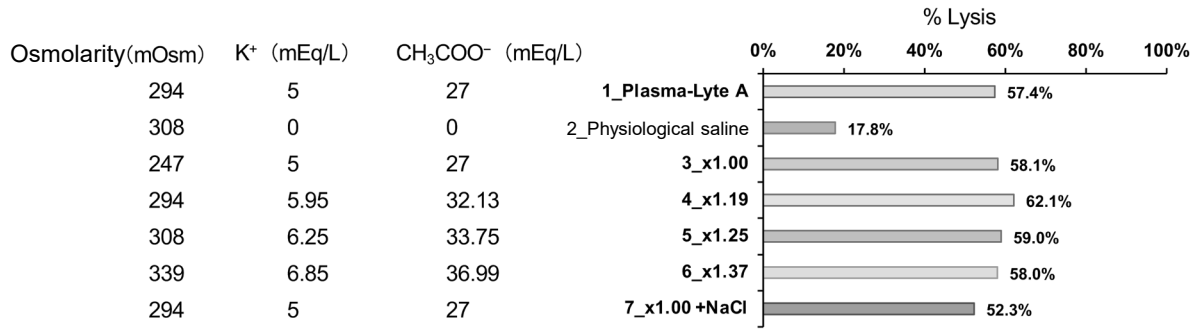 % Lysis
Osmolarity(mOsm) K⁺ (mEq/L) CH₃COO⁻ (mEq/L)
0% 20% 40% 60% 80% 100%
294 5 27 1_Plasma-Lyte A 57.4%
308 0 0 2_Physiological saline 17.8%
247 5 27 3_x1.00 58.1%
294 5.95 32.13 4_x1.19 62.1%
308 6.25 33.75 5_x1.25 59.0%
339 6.85 36.99 6_x1.37 58.0%
294 5 27 7_x1.00 +NaCl 52.3%